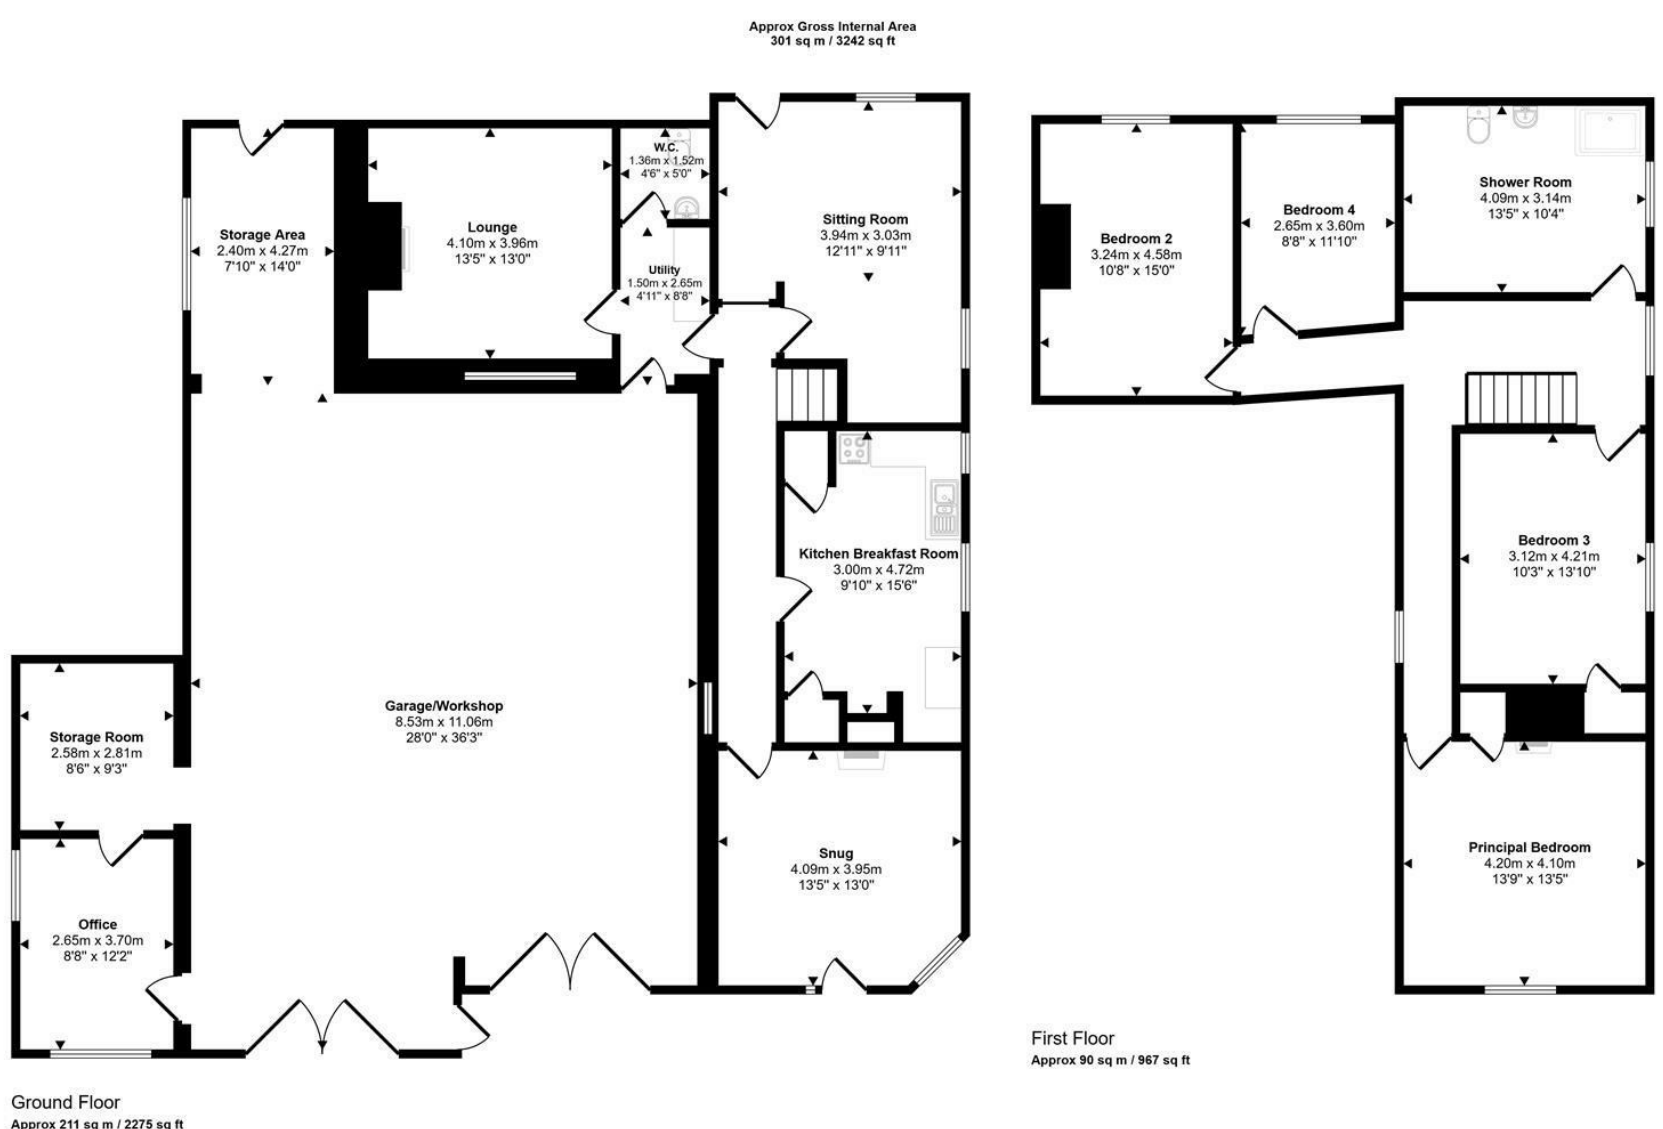 Approx Gross Internal Area
301 sq m / 3242 sq ft
Storage Area
2.40m x 4.27m
7'10" x 14'0"
Lounge
4.10m x 3.96m
13'5" x 13'0"
W.C.
1.36m x 1.52m
4'6" x 5'0"
Utility
1.50m x 2.65m
4'11" x 8'8"
Sitting Room
3.94m x 3.03m
12'11" x 9'11"
Kitchen Breakfast Room
3.00m x 4.72m
9'10" x 15'6"
Garage/Workshop
8.53m x 11.06m
28'0" x 36'3"
Storage Room
2.58m x 2.81m
8'6" x 9'3"
Office
2.65m x 3.70m
8'8" x 12'2"
Snug
4.09m x 3.95m
13'5" x 13'0"
Ground Floor
Approx 211 sq m / 2275 sq ft
Bedroom 2
3.24m x 4.58m
10'8" x 15'0"
Bedroom 4
2.65m x 3.60m
8'8" x 11'10"
Shower Room
4.09m x 3.14m
13'5" x 10'4"
Bedroom 3
3.12m x 4.21m
10'3" x 13'10"
Principal Bedroom
4.20m x 4.10m
13'9" x 13'5"
First Floor
Approx 90 sq m / 967 sq ft